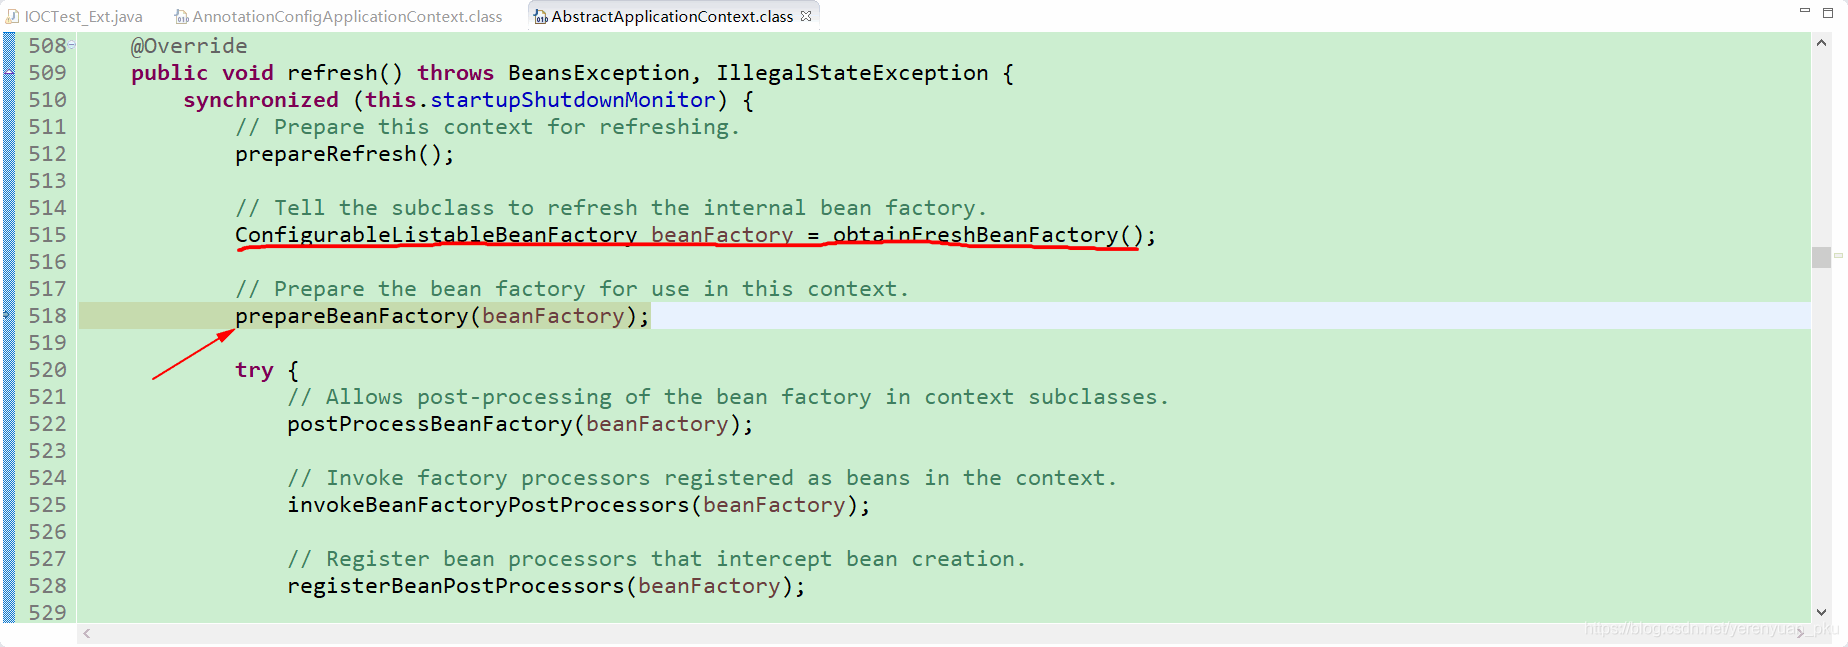 IOCTest_Ext.java AnnotationConfigApplicationContext.class AbstractApplicationContext.class
508 @Override
509 public void refresh() throws BeansException, IllegalStateException {
510 synchronized (this.startupShutdownMonitor) {
511 // Prepare this context for refreshing.
512 prepareRefresh();
513
514 // Tell the subclass to refresh the internal bean factory.
515 ConfigurableListableBeanFactory beanFactory = obtainFreshBeanFactory();
516
517 // Prepare the bean factory for use in this context.
518 prepareBeanFactory(beanFactory);
519
520 try {
521 // Allows post-processing of the bean factory in context subclasses.
522 postProcessBeanFactory(beanFactory);
523
524 // Invoke factory processors registered as beans in the context.
525 invokeBeanFactoryPostProcessors(beanFactory);
526
527 // Register bean processors that intercept bean creation.
528 registerBeanPostProcessors(beanFactory);
529
https://blog.csdn.net/yerenyuan_pku